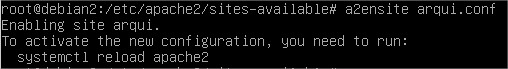 root@debian2:/etc/apache2/sites-available# a2ensite arqui.conf
Enabling site arqui.
To activate the new configuration, you need to run:
  systemctl reload apache2